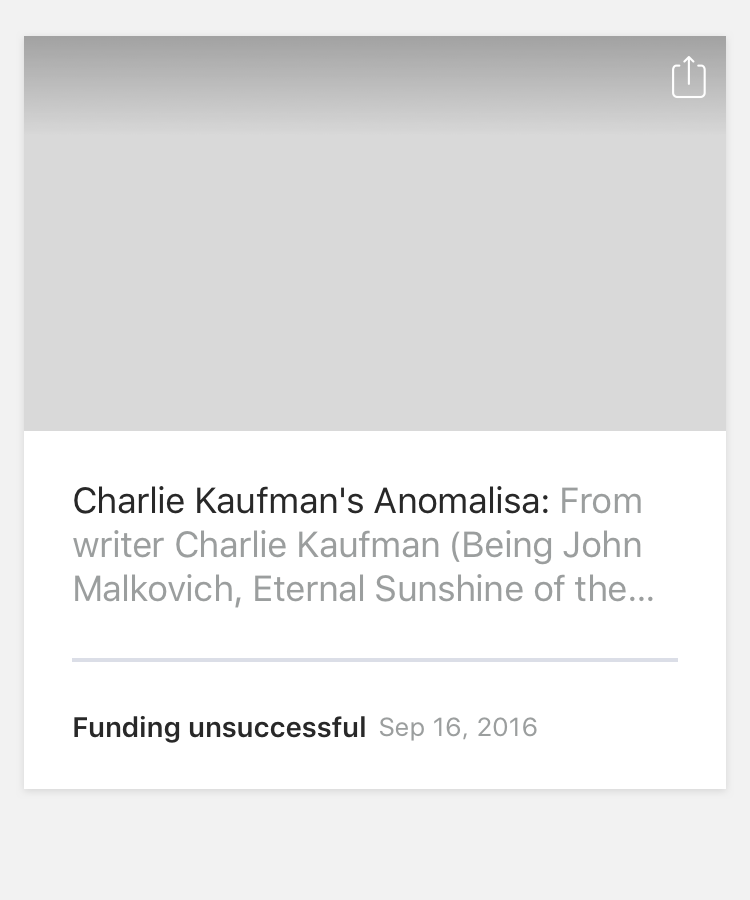 Charlie Kaufman's Anomalisa: From
writer Charlie Kaufman (Being John
Malkovich, Eternal Sunshine of the...
Funding unsuccessful Sep 16, 2016